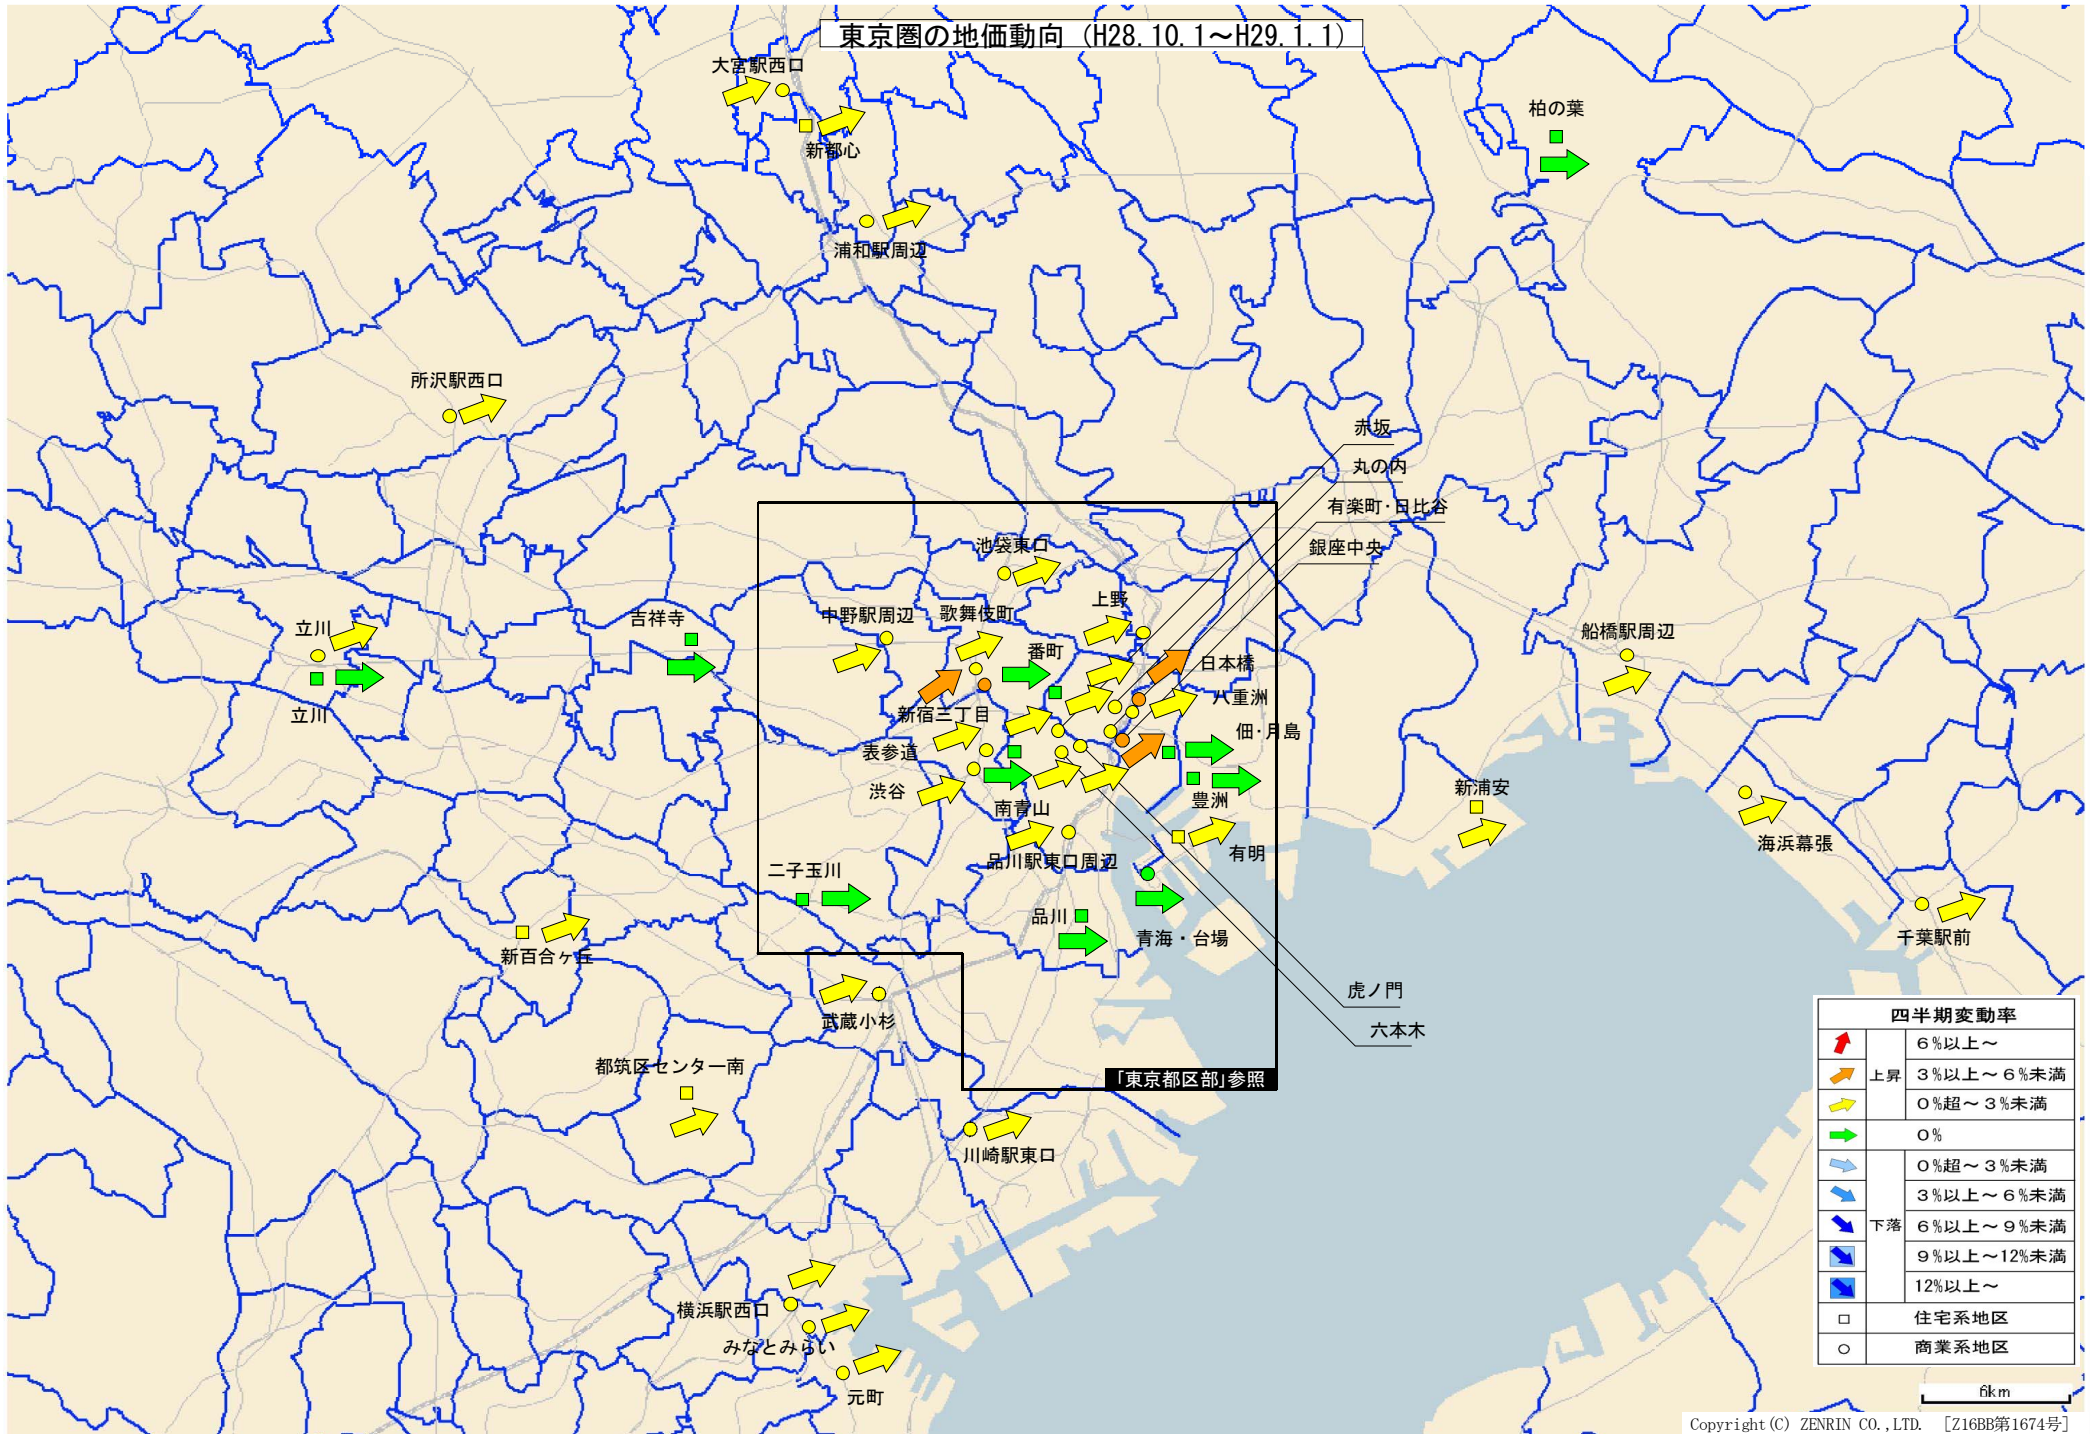 東京圏の地価動向 (H28.10.1～H29.1.1)
大宮駅西口
新都心
柏の葉
浦和駅周辺
所沢駅西口
赤坂
丸の内
有楽町・日比谷
銀座中央
池袋東口
上野
中野駅周辺
歌舞伎町
吉祥寺
立川
立川
船橋駅周辺
番町
日本橋
八重洲
新宿三丁目
佃・月島
表参道
渋谷
豊洲
新浦安
南青山
海浜幕張
有明
品川駅東口周辺
二子玉川
品川
青海・台場
千葉駅前
新百合ヶ丘
虎ノ門
武蔵小杉
六本木
都筑区センター南
「東京都区部」参照
川崎駅東口
横浜駅西口
みなとみらい
元町
四半期変動率
上昇
6%以上～
3%以上～6%未満
0%超～3%未満
0%
下落
0%超～3%未満
3%以上～6%未満
6%以上～9%未満
9%以上～12%未満
12%以上～
住宅系地区
商業系地区
6km
Copyright(C) ZENRIN CO.,LTD. [Z16BB第1674号]